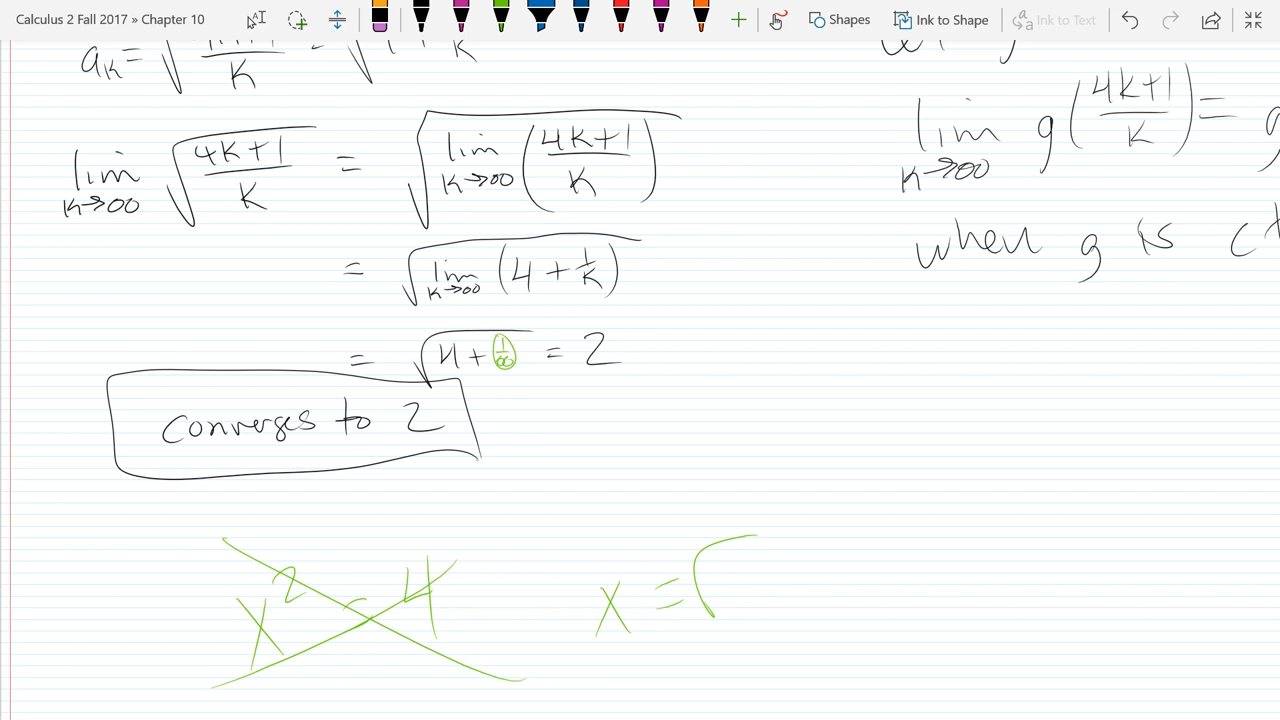 Calculus 2 Fall 2017 » Chapter 10
Shapes
Ink to Shape
Ink to Text
a_K = √
K
K
lim K→∞ √((4K+1)/K) = √(lim K→∞ ((4K+1)/K))
= √(lim K→∞ (4 + 1/K))
= √(4 + 1/∞) = 2
converges to 2
x² = 4
x = √
lim K→∞ g((4K+1)/K) = g
when g is